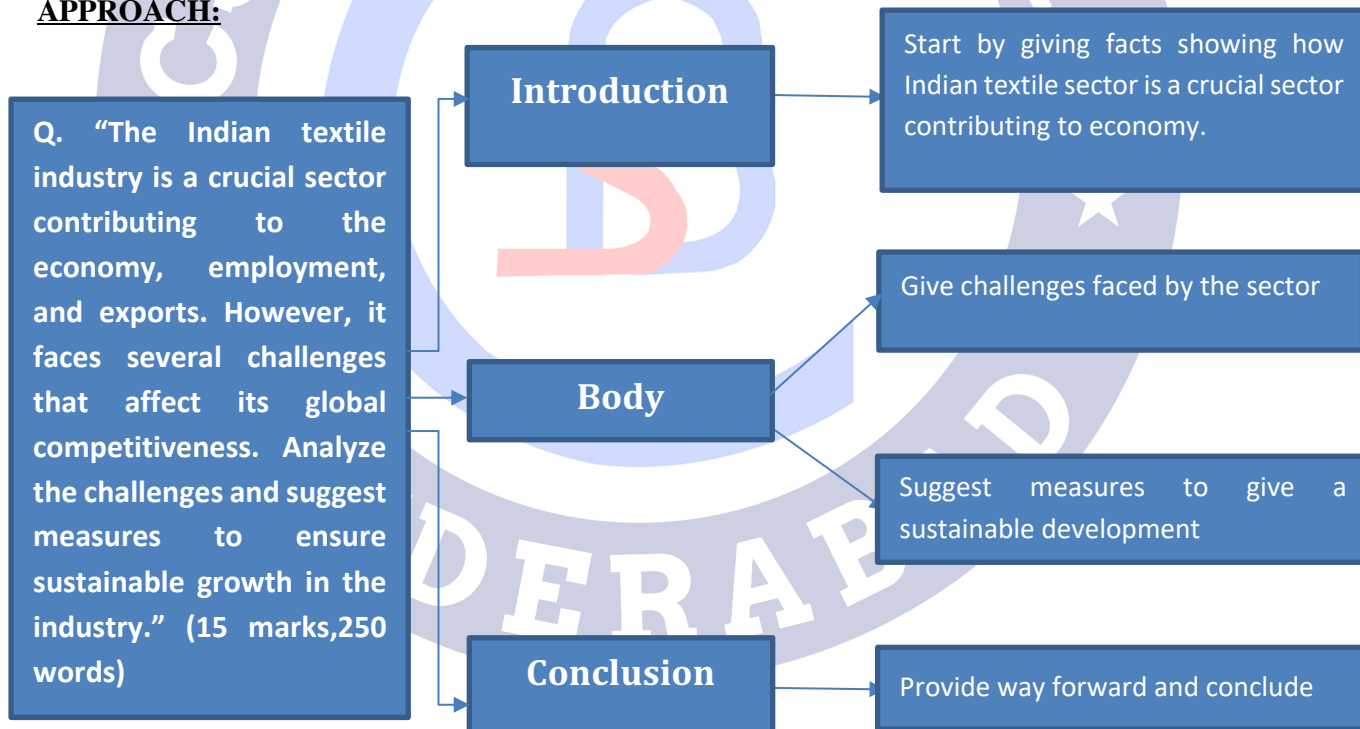 APPROACH:
Q. “The Indian textile
industry is a crucial sector
contributing to the
economy, employment,
and exports. However, it
faces several challenges
that affect its global
competitiveness. Analyze
the challenges and suggest
measures to ensure
sustainable growth in the
industry.” (15 marks,250
words)
Introduction
Start by giving facts showing how
Indian textile sector is a crucial sector
contributing to economy.
Body
Give challenges faced by the sector
Suggest measures to give a
sustainable development
Conclusion
Provide way forward and conclude
DERABAD